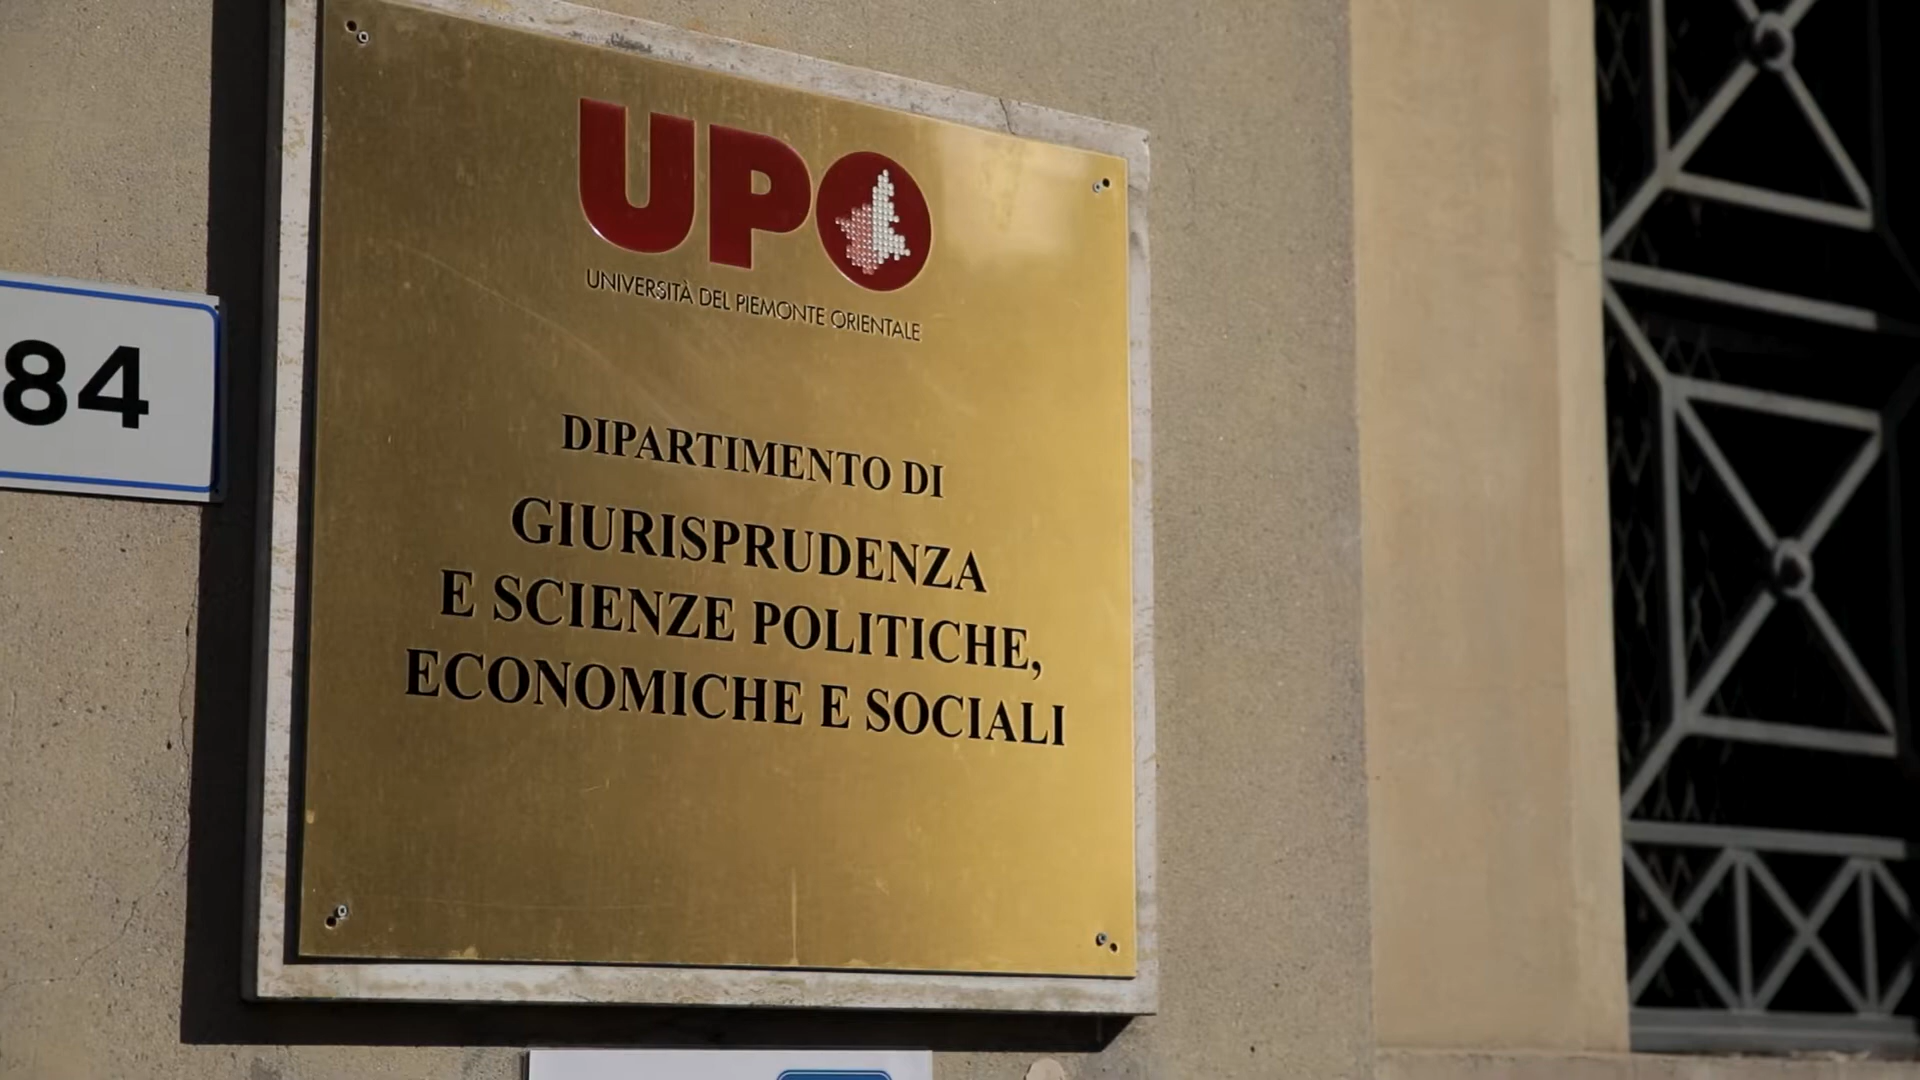 84
UPO
UNIVERSITÀ DEL PIEMONTE ORIENTALE
DIPARTIMENTO DI
GIURISPRUDENZA
E SCIENZE POLITICHE,
ECONOMICHE E SOCIALI